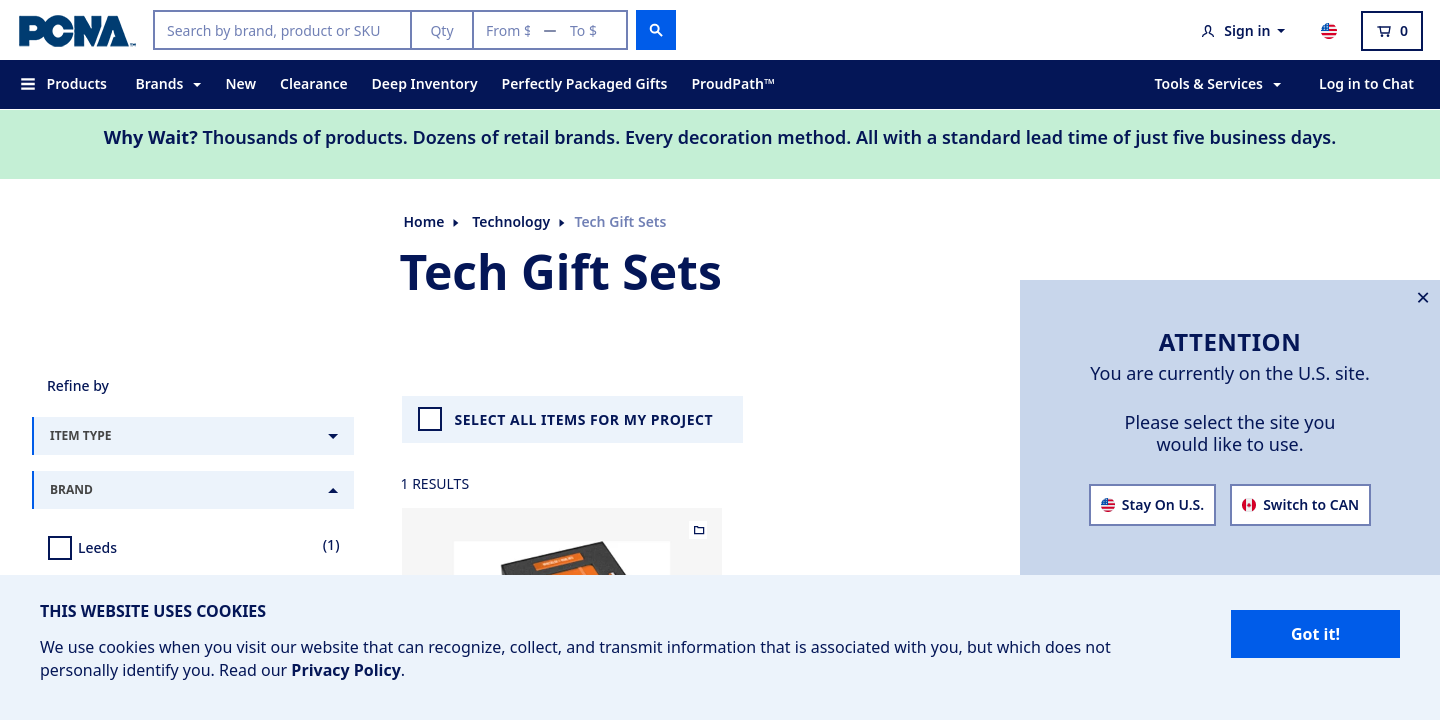 PCNA™
Search by brand, product or SKU
Qty
From $ — To $
Sign in
0
Products
Brands
New
Clearance
Deep Inventory
Perfectly Packaged Gifts
ProudPath™
Tools & Services
Log in to Chat
Why Wait? Thousands of products. Dozens of retail brands. Every decoration method. All with a standard lead time of just five business days.
Home
Technology
Tech Gift Sets
Tech Gift Sets
ATTENTION
You are currently on the U.S. site.
Please select the site you
would like to use.
Stay On U.S.
Switch to CAN
Refine by
ITEM TYPE
BRAND
Leeds
(1)
SELECT ALL ITEMS FOR MY PROJECT
1 RESULTS
THIS WEBSITE USES COOKIES
We use cookies when you visit our website that can recognize, collect, and transmit information that is associated with you, but which does not
personally identify you. Read our Privacy Policy.
Got it!